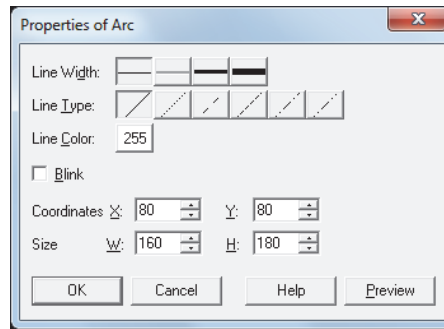 Properties of Arc
Line Width:
Line Type:
Line Color: 255
Blink
Coordinates X: 80 Y: 80
Size W: 160 H: 180
OK Cancel Help Preview